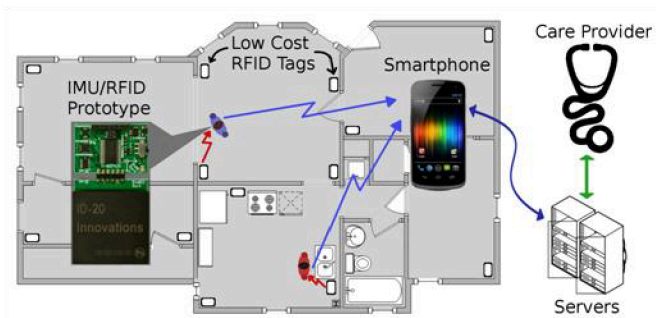 Low Cost
RFID Tags
IMU/RFID
Prototype
Smartphone
Care Provider
ID-20
Innovations
Servers